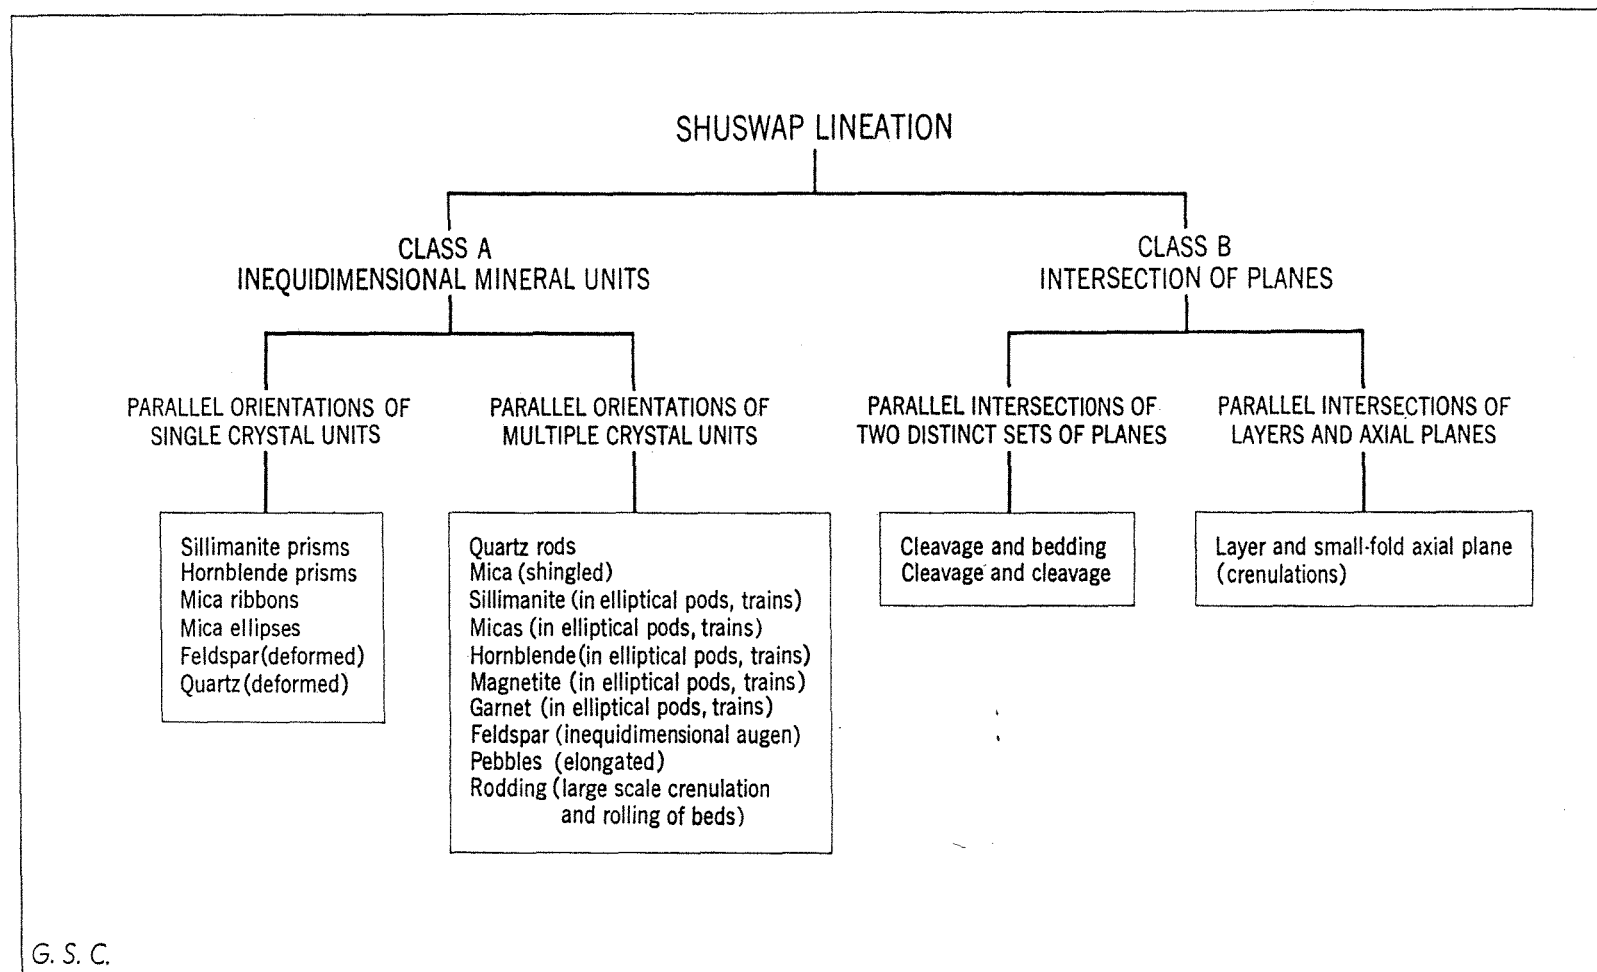 SHUSWAP LINEATION
CLASS A
INEQUIDIMENSIONAL MINERAL UNITS
CLASS B
INTERSECTION OF PLANES
PARALLEL ORIENTATIONS OF
SINGLE CRYSTAL UNITS
PARALLEL ORIENTATIONS OF
MULTIPLE CRYSTAL UNITS
PARALLEL INTERSECTIONS OF
TWO DISTINCT SETS OF PLANES
PARALLEL INTERSECTIONS OF
LAYERS AND AXIAL PLANES
Sillimanite prisms
Hornblende prisms
Mica ribbons
Mica ellipses
Feldspar (deformed)
Quartz (deformed)
Quartz rods
Mica (shingled)
Sillimanite (in elliptical pods, trains)
Micas (in elliptical pods, trains)
Hornblende (in elliptical pods, trains)
Magnetite (in elliptical pods, trains)
Garnet (in elliptical pods, trains)
Feldspar (inequidimensional augen)
Pebbles (elongated)
Rodding (large scale crenulation
and rolling of beds)
Cleavage and bedding
Cleavage and cleavage
Layer and small-fold axial plane
(crenulations)
G. S. C.